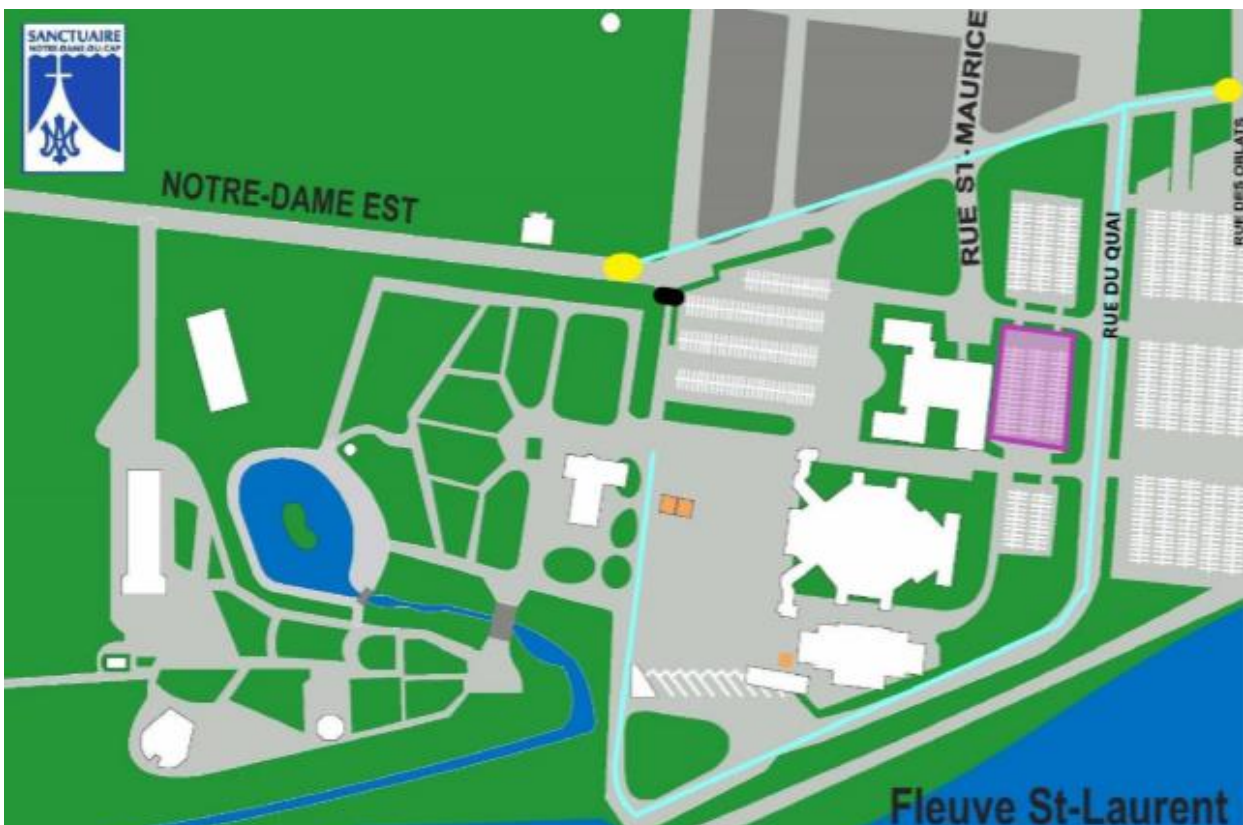 SANCTUAIRE
NOTRE-DAME-DU-CAP
NOTRE-DAME EST
RUE ST-MAURICE
RUE DU QUAI
RUE DES OBLATS
Fleuve St-Laurent